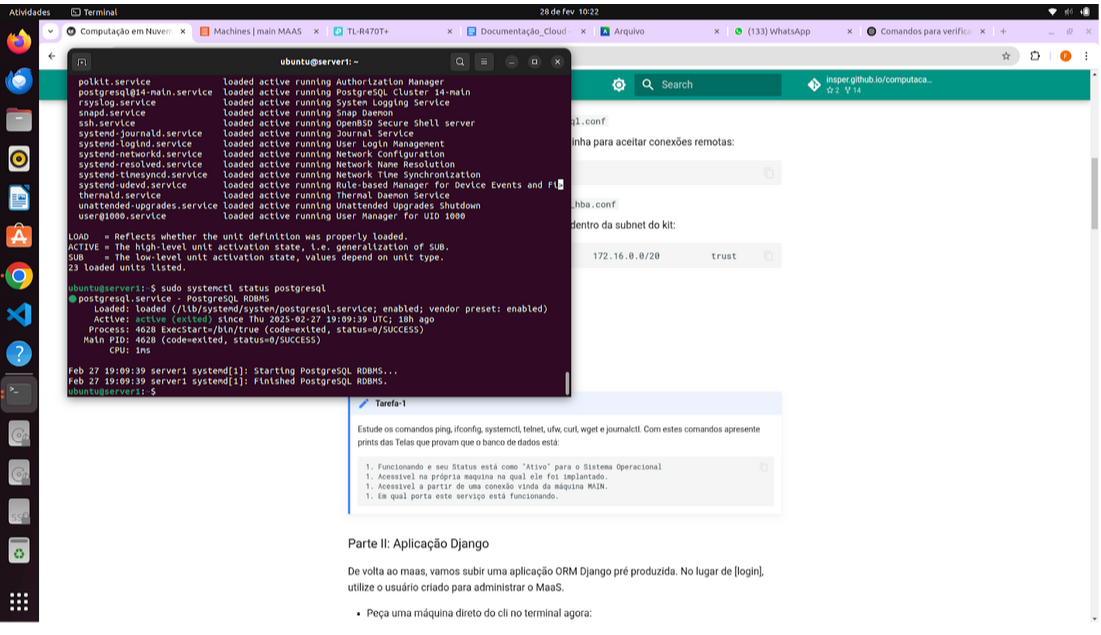 Atividades
Terminal
28 de fev 10:22
Computação em Nuvem
Machines | main MAAS
TL-R470T+
Documentação_Cloud -
Arquivo
(133) WhatsApp
Comandos para verifica
ubuntu@server1: ~
Search
insper.github.io/computaca...
2 14
polkit.service loaded active running Authorization Manager
postgresql@14-main.service loaded active running PostgreSQL Cluster 14-main
rsyslog.service loaded active running System Logging Service
snapd.service loaded active running Snap Daemon
ssh.service loaded active running OpenBSD Secure Shell server
systemd-journald.service loaded active running Journal Service
systemd-logind.service loaded active running User Login Management
systemd-networkd.service loaded active running Network Configuration
systemd-resolved.service loaded active running Network Name Resolution
systemd-timesyncd.service loaded active running Network Time Synchronization
systemd-udevd.service loaded active running Rule-based Manager for Device Events and Fi>
thermald.service loaded active running Thermal Daemon Service
unattended-upgrades.service loaded active running Unattended Upgrades Shutdown
user@1000.service loaded active running User Manager for UID 1000
LOAD = Reflects whether the unit definition was properly loaded.
ACTIVE = The high-level unit activation state, i.e. generalization of SUB.
SUB = The low-level unit activation state, values depend on unit type.
23 loaded units listed.
ubuntu@server1:~$ sudo systemctl status postgresql
postgresql.service - PostgreSQL RDBMS
Loaded: loaded (/lib/systemd/system/postgresql.service; enabled; vendor preset: enabled)
Active: active (exited) since Thu 2025-02-27 19:09:39 UTC; 18h ago
Process: 4628 ExecStart=/bin/true (code=exited, status=0/SUCCESS)
Main PID: 4628 (code=exited, status=0/SUCCESS)
CPU: 1ms
Feb 27 19:09:39 server1 systemd[1]: Starting PostgreSQL RDBMS...
Feb 27 19:09:39 server1 systemd[1]: Finished PostgreSQL RDBMS.
ubuntu@server1:~$
ql.conf
inha para aceitar conexões remotas:
_hba.conf
dentro da subnet do kit:
172.16.0.0/20 trust
Tarefa-1
Estude os comandos ping, ifconfig, systemctl, telnet, ufw, curl, wget e journalctl. Com estes comandos apresente
prints das Telas que provam que o banco de dados está:
1. Funcionando e seu Status está como "Ativo" para o Sistema Operacional
1. Acessivel na própria maquina na qual ele foi implantado.
1. Acessivel a partir de uma conexão vinda da máquina MAIN.
1. Em qual porta este serviço está funcionando.
Parte II: Aplicação Django
De volta ao maas, vamos subir uma aplicação ORM Django pré produzida. No lugar de [login],
utilize o usuário criado para administrar o MaaS.
• Peça uma máquina direto do cli no terminal agora: